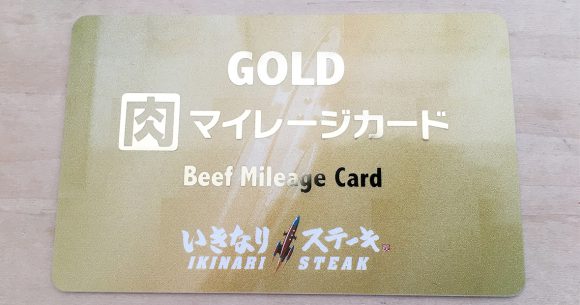 GOLD
肉 マイレージカード
Beef Mileage Card
いきなりステーキ
IKINARI STEAK